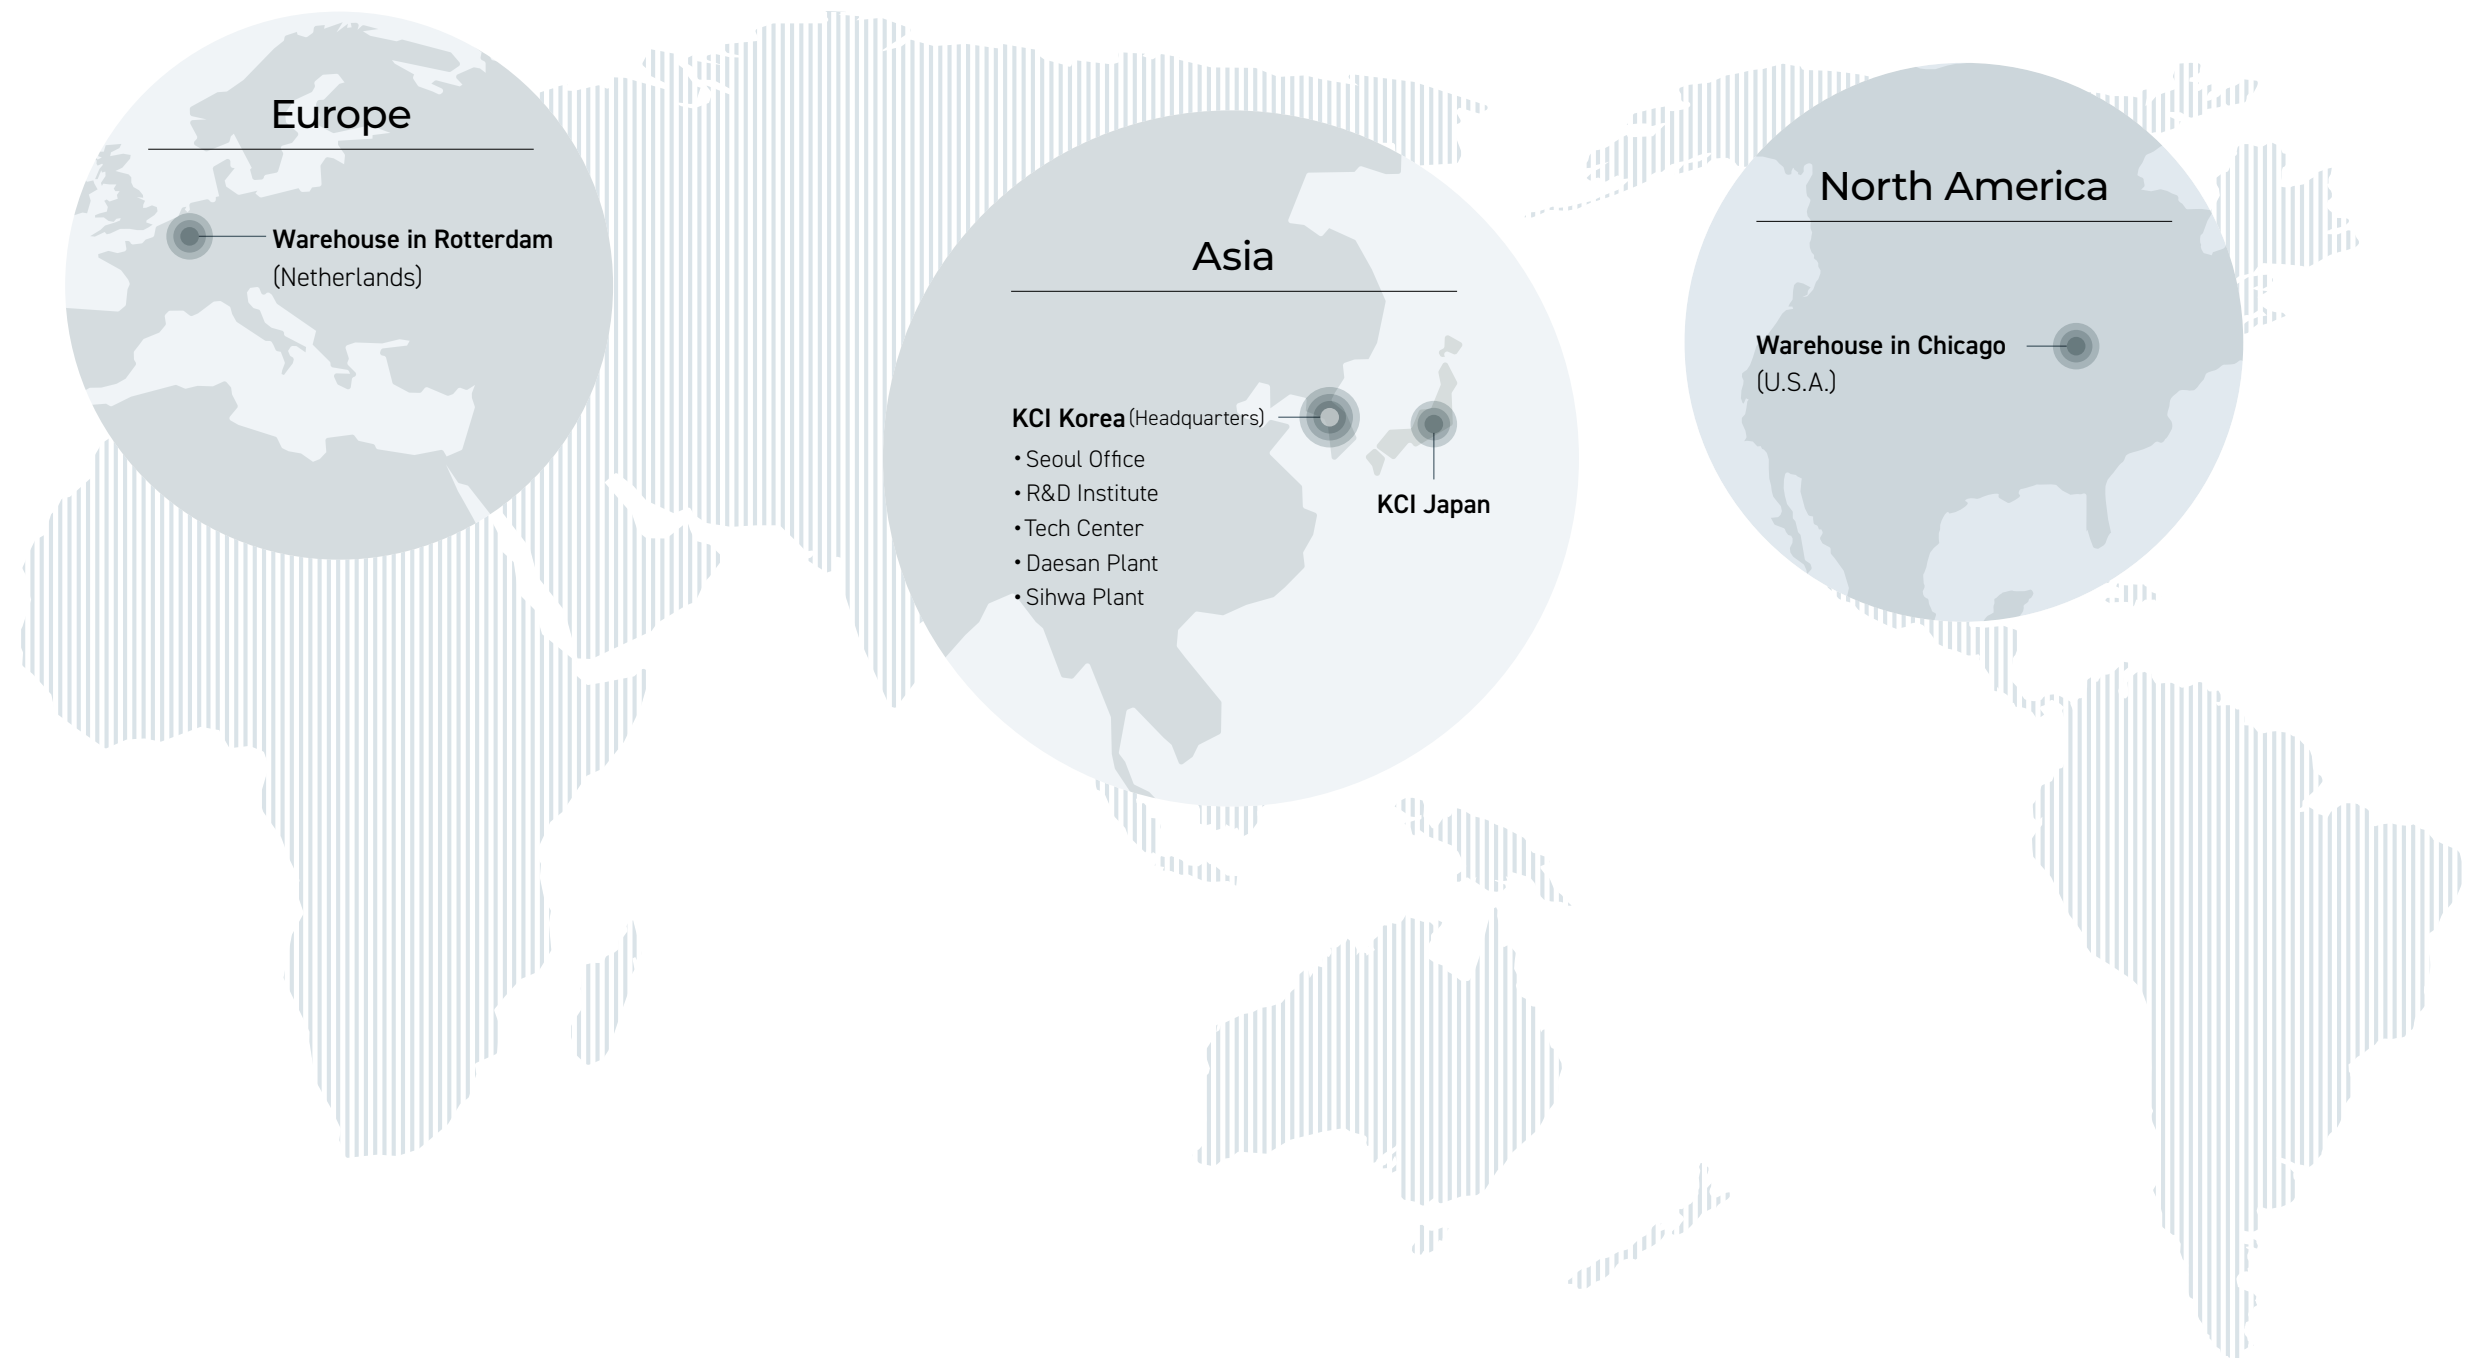 Europe
Warehouse in Rotterdam
(Netherlands)
Asia
KCI Korea (Headquarters)
• Seoul Office
• R&D Institute
• Tech Center
• Daesan Plant
• Sihwa Plant
KCI Japan
North America
Warehouse in Chicago
(U.S.A.)